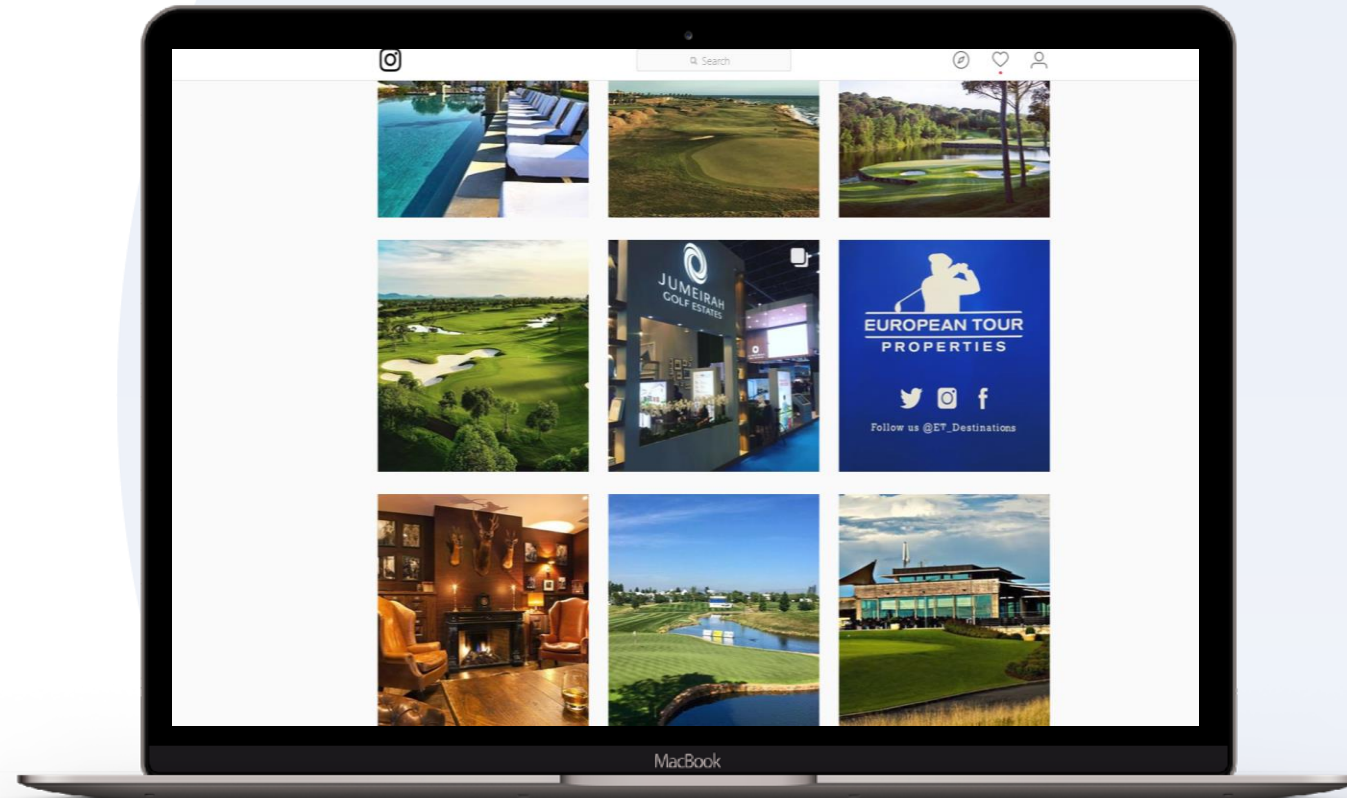 Search
JUMEIRAH
GOLF ESTATES
EUROPEAN TOUR
PROPERTIES
Follow us @ET_Destinations
MacBook